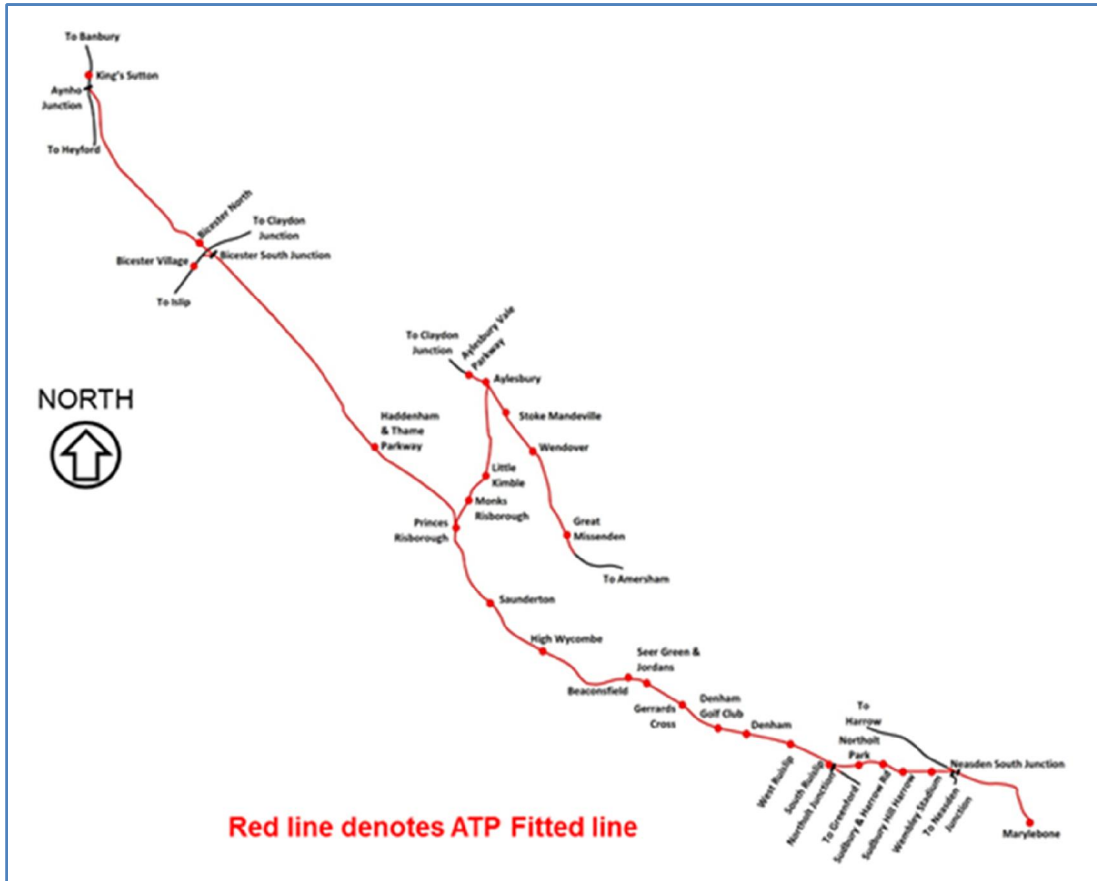 To Banbury
King's Sutton
Aynho
Junction
To Heyford
Bicester North
To Claydon
Junction
Bicester Village
Bicester South Junction
To Islip
NORTH
To Claydon
Junction
Aylesbury Vale
Parkway
Aylesbury
Stoke Mandeville
Wendover
Haddenham
& Thame
Parkway
Little
Kimble
Monks
Risborough
Princes
Risborough
Great
Missenden
To Amersham
Saunderton
High Wycombe
Seer Green &
Jordans
Beaconsfield
Gerrards
Cross
Denham
Golf Club
Denham
To
Harrow
Northolt
Park
Neasden South Junction
West Ruislip
South Ruislip
Northolt Junction
To Greenford
Sudbury & Harrow Rd
Sudbury Hill Harrow
Wembley Stadium
To Neasden
Junction
Marylebone
Red line denotes ATP Fitted line